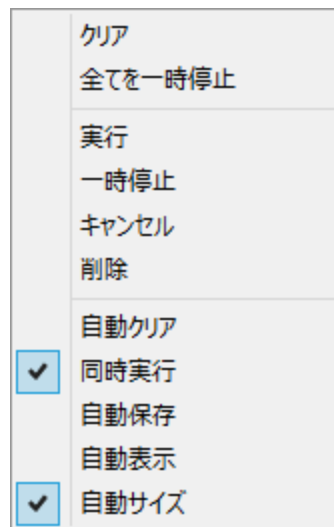 クリア
全てを一時停止
実行
一時停止
キャンセル
削除
自動クリア
同時実行
自動保存
自動表示
自動サイズ